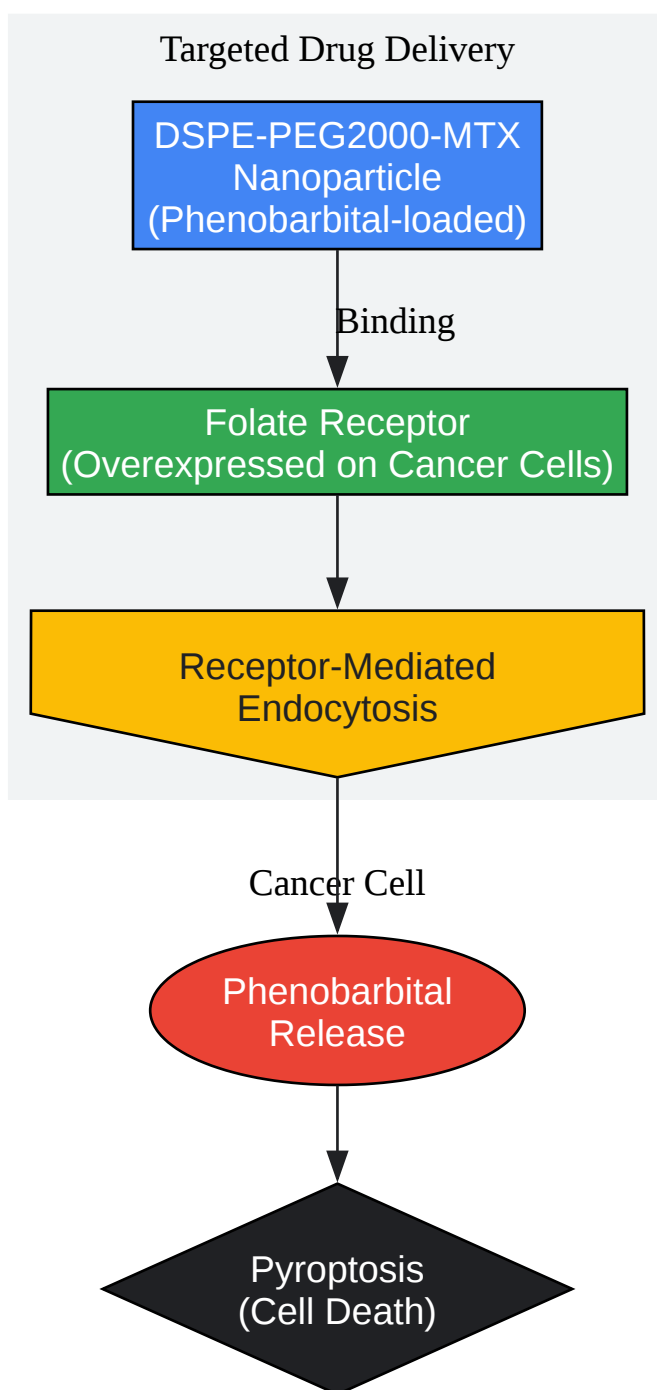 Targeted Drug Delivery
DSPE-PEG2000-MTX
Nanoparticle
(Phenobarbital-loaded)
Binding
Folate Receptor
(Overexpressed on Cancer Cells)
Receptor-Mediated
Endocytosis
Cancer Cell
Phenobarbital
Release
Pyroptosis
(Cell Death)